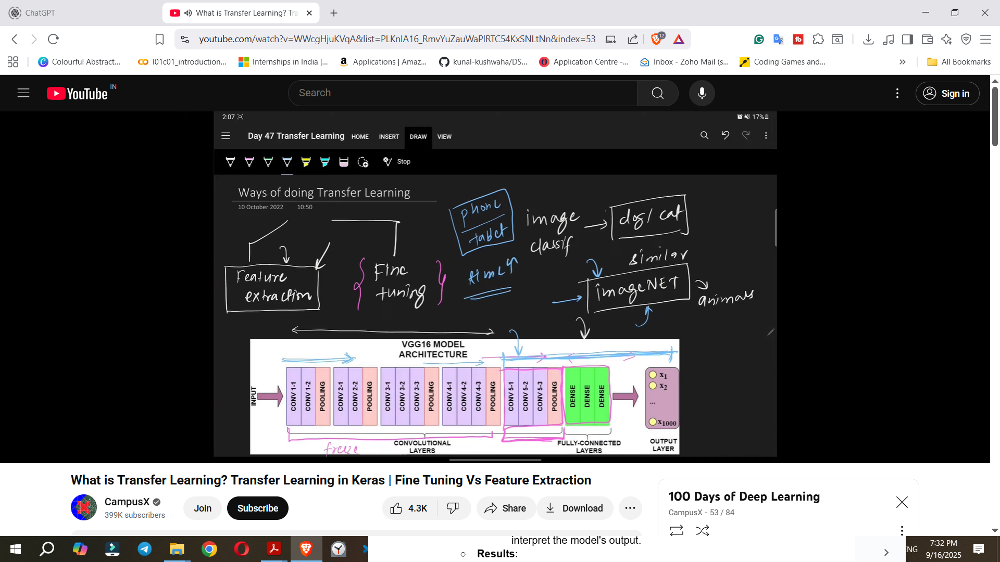 ChatGPT
What is Transfer Learning? Tra
youtube.com/watch?v=WWcgHjuKVqA&list=PLKnIA16_RmvYuZauWaPlRTC54KxSNLtNn&index=53
12
Colourful Abstract...
l01c01_introduction...
Internships in India |...
Applications | Amaz...
kunal-kushwaha/DS...
Application Centre -...
Inbox - Zoho Mail (s...
Coding Games and...
All Bookmarks
YouTube IN
Search
Sign in
2:07
17%
Day 47 Transfer Learning HOME INSERT DRAW VIEW
Stop
Ways of doing Transfer Learning
10 October 2022 10:50
Phone
Tablet
image
classif
dog/cat
Feature
extraction
Fine
tuning
similar
imageNET
animals
VGG16 MODEL
ARCHITECTURE
INPUT
CONV 1-1
CONV 1-2
POOLING
CONV 2-1
CONV 2-2
POOLING
CONV 3-1
CONV 3-2
CONV 3-3
POOLING
CONV 4-1
CONV 4-2
CONV 4-3
POOLING
CONV 5-1
CONV 5-2
CONV 5-3
POOLING
DENSE
DENSE
DENSE
x1
x2
...
x1000
freeze
CONVOLUTIONAL
LAYERS
FULLY-CONNECTED
LAYERS
OUTPUT
LAYER
What is Transfer Learning? Transfer Learning in Keras | Fine Tuning Vs Feature Extraction
CampusX
399K subscribers
Join
Subscribe
4.3K
Share
Download
100 Days of Deep Learning
CampusX - 53 / 84
interpret the model's output.
Results:
ENG
7:32 PM
9/16/2025